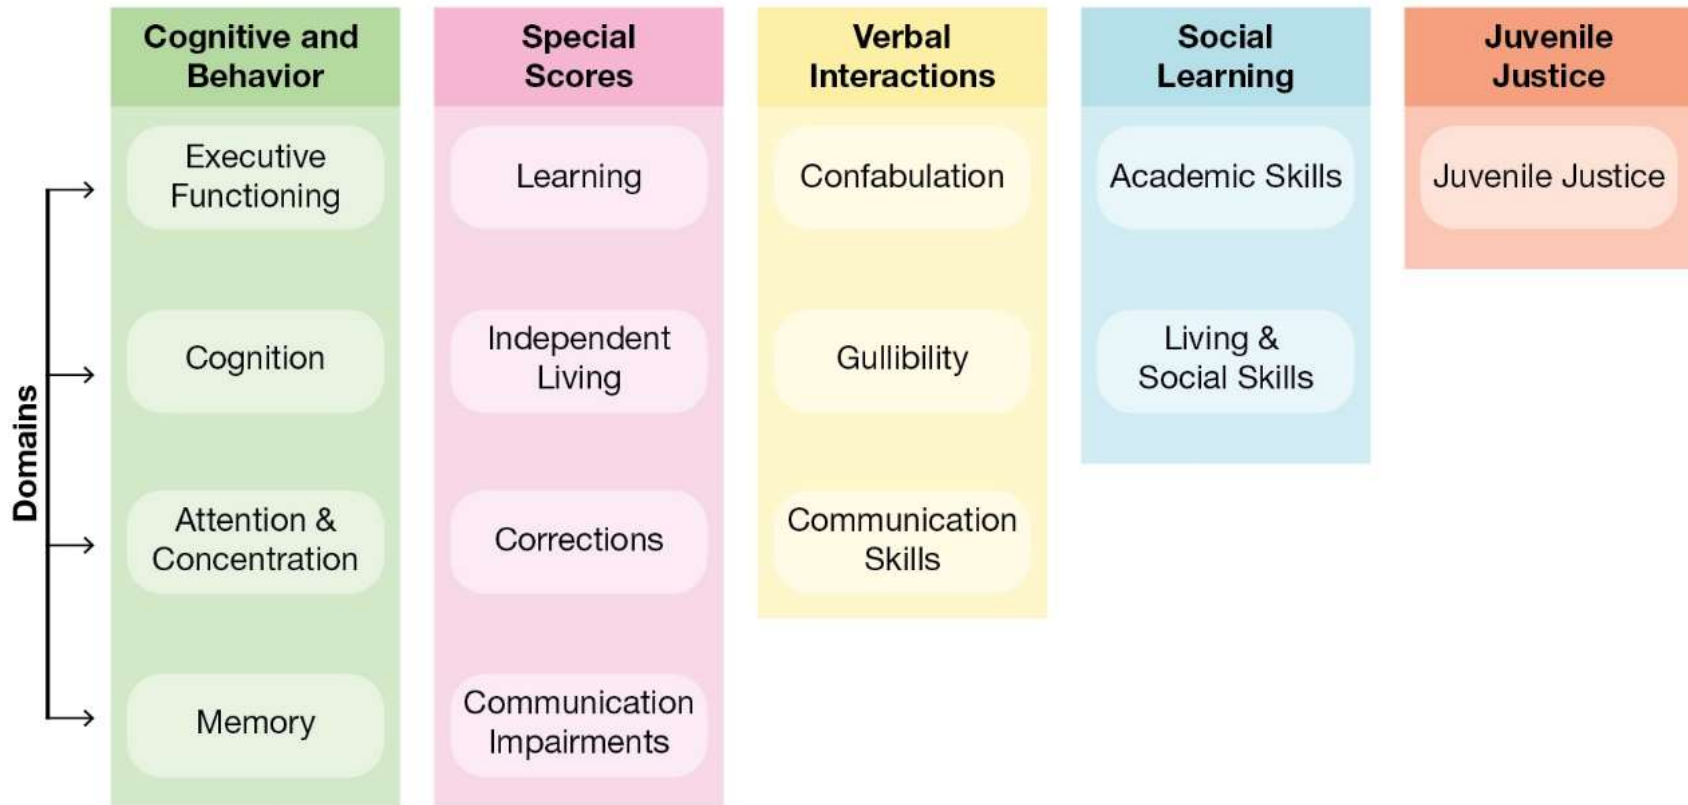 Cognitive and
Behavior
Special
Scores
Verbal
Interactions
Social
Learning
Juvenile
Justice
Domains
Executive
Functioning
Learning
Confabulation
Academic Skills
Juvenile Justice
Cognition
Independent
Living
Gullibility
Living &
Social Skills
Attention &
Concentration
Corrections
Communication
Skills
Memory
Communication
Impairments